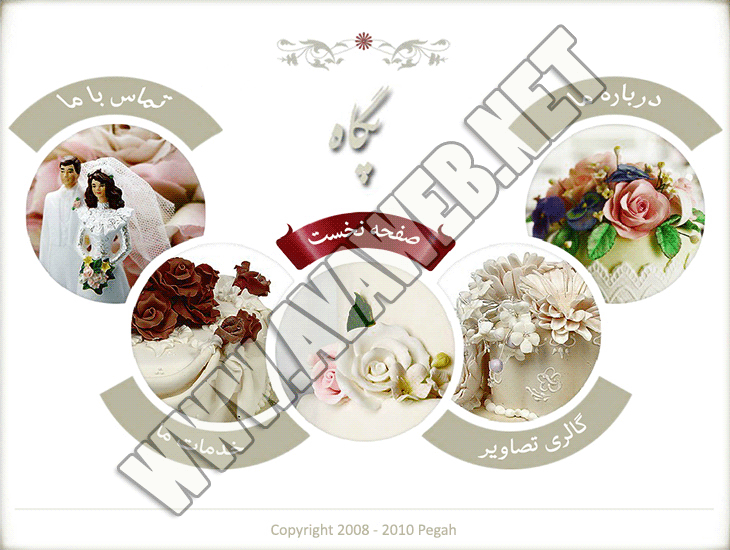 پگاه
درباره ما
تماس با ما
صفحه نخست
گالری تصاویر
خدمات ما
WWW.AVAWEB.NET
Copyright 2008 - 2010 Pegah